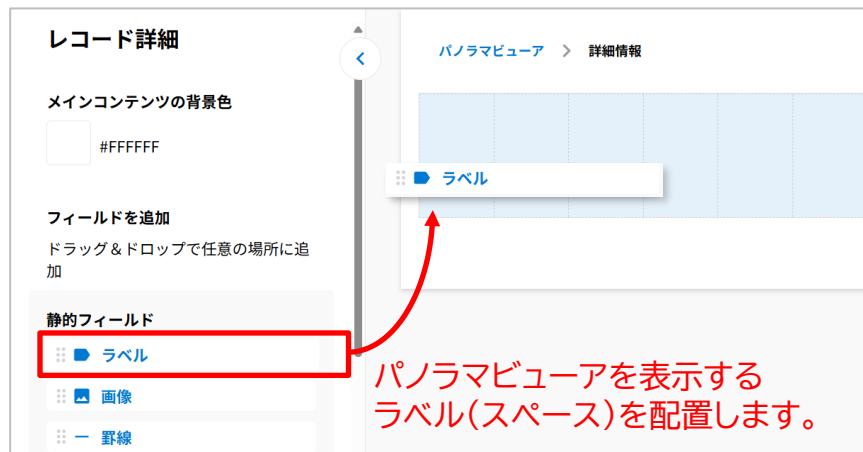 レコード詳細
メインコンテンツの背景色
#FFFFFF
フィールドを追加
ドラッグ＆ドロップで任意の場所に追
加
静的フィールド
ラベル
画像
罫線
パノラマビューア > 詳細情報
ラベル
パノラマビューアを表示する
ラベル(スペース)を配置します。